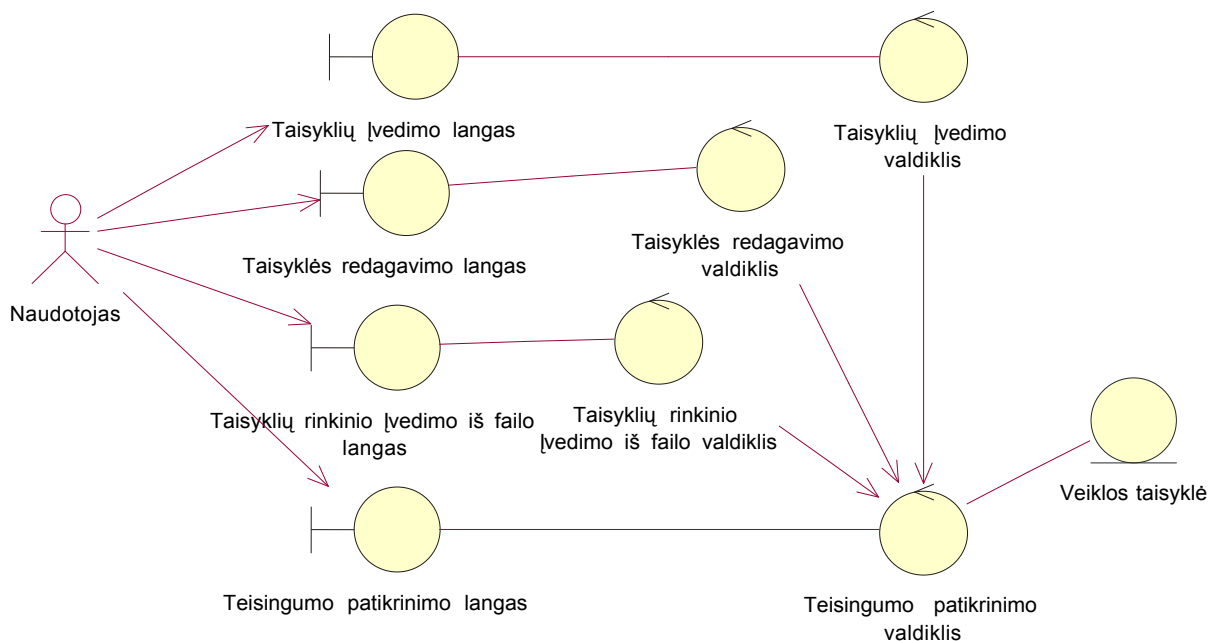 Taisyklių Įvedimo langas
Taisyklių Įvedimo
valdiklis
Taisyklės redagavimo langas
Taisyklės redagavimo
valdiklis
Naudotojas
Taisyklių rinkinio Įvedimo iš failo
langas
Taisyklių rinkinio
Įvedimo iš failo valdiklis
Veiklos taisyklė
Teisingumo patikrinimo langas
Teisingumo patikrinimo
valdiklis